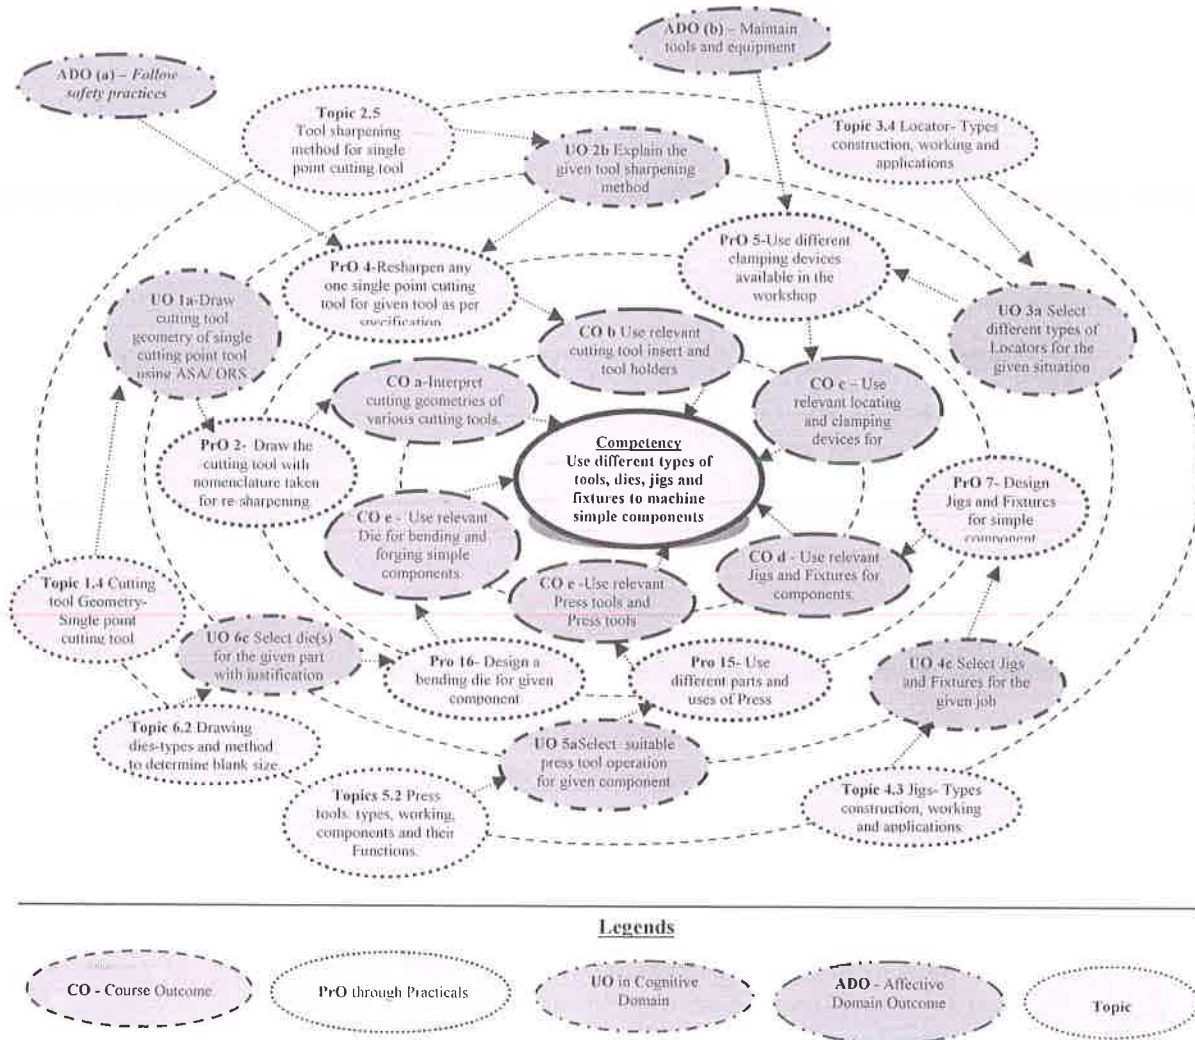 ADO (b) – Maintain
tools and equipment
ADO (a) – Follow
safety practices
Topic 2.5
Tool sharpening
method for single
point cutting tool
Topic 3.4 Locator- Types
construction, working and
applications
UO 2b Explain the
given tool sharpening
method
PrO 4-Resharpen any
one single point cutting
tool for given tool as per
specification
PrO 5-Use different
clamping devices
available in the
workshop
UO 1a-Draw
cutting tool
geometry of single
cutting point tool
using ASA/ ORS
UO 3a Select
different types of
Locators for the
given situation
CO b Use relevant
cutting tool insert and
tool holders
CO a-Interpret
cutting geometries of
various cutting tools.
CO c – Use
relevant locating
and clamping
devices for
PrO 2- Draw the
cutting tool with
nomenclature taken
for re-sharpening
Competency
Use different types of
tools, dies, jigs and
fixtures to machine
simple components
PrO 7- Design
Jigs and Fixtures
for simple
component
CO e - Use relevant
Die for bending and
forging simple
components.
CO d - Use relevant
Jigs and Fixtures for
components.
CO e -Use relevant
Press tools and
Press tools
Topic 1.4 Cutting
tool Geometry-
Single point
cutting tool
UO 6c Select die(s)
for the given part
with justification
Pro 16- Design a
bending die for given
component
Pro 15- Use
different parts and
uses of Press
UO 4c Select Jigs
and Fixtures for the
given job
Topic 6.2 Drawing
dies-types and method
to determine blank size.
UO 5aSelect suitable
press tool operation
for given component
Topics 5.2 Press
tools. types, working,
components and their
Functions.
Topic 4.3 Jigs- Types
construction, working
and applications
Legends
CO - Course Outcome
PrO through Practicals
UO in Cognitive
Domain
ADO - Affective
Domain Outcome
Topic